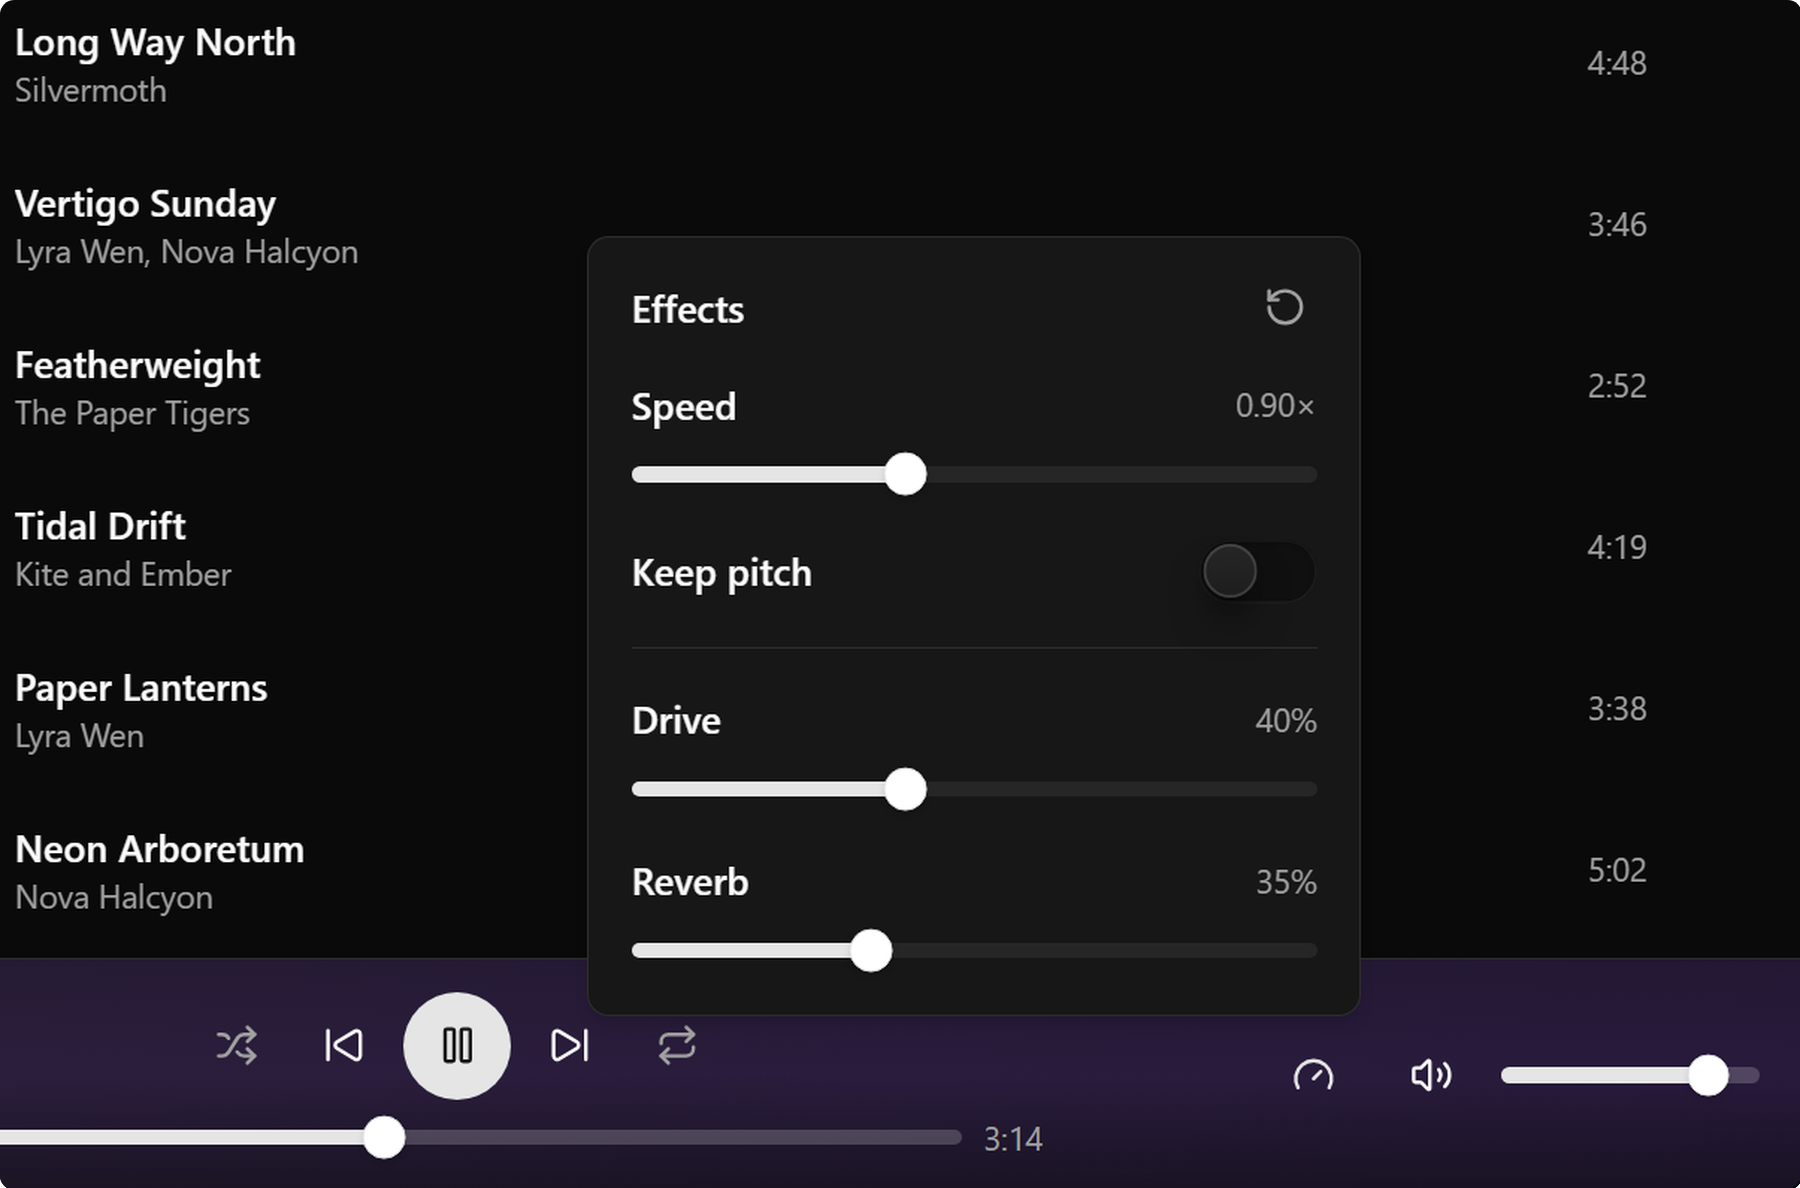 Long Way North
Silvermoth
4:48
Vertigo Sunday
Lyra Wen, Nova Halcyon
3:46
Featherweight
The Paper Tigers
2:52
Tidal Drift
Kite and Ember
4:19
Paper Lanterns
Lyra Wen
3:38
Neon Arboretum
Nova Halcyon
5:02
Effects
Speed
0.90×
Keep pitch
Drive
40%
Reverb
35%
3:14